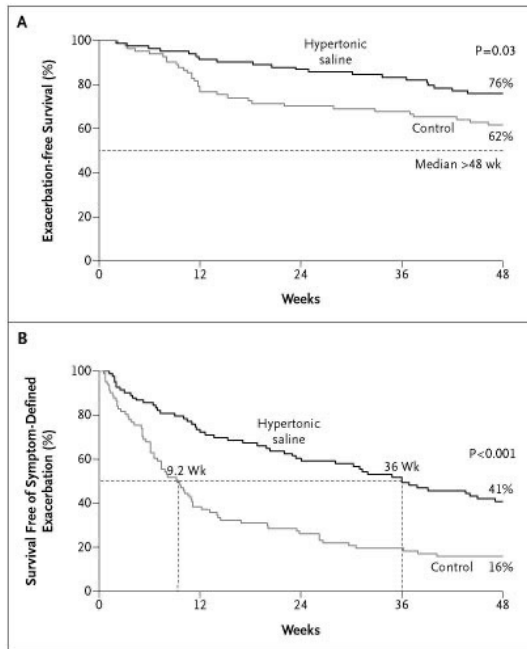 A
Exacerbation-free Survival (%)
100
80
60
40
20
0
Hypertonic
saline
P=0.03
76%
Control
62%
Median >48 wk
0
12
24
36
48
Weeks
B
Survival Free of Symptom-Defined
Exacerbation (%)
100
80
60
40
20
0
Hypertonic
saline
P<0.001
9.2 Wk
36 Wk
41%
Control
16%
0
12
24
36
48
Weeks